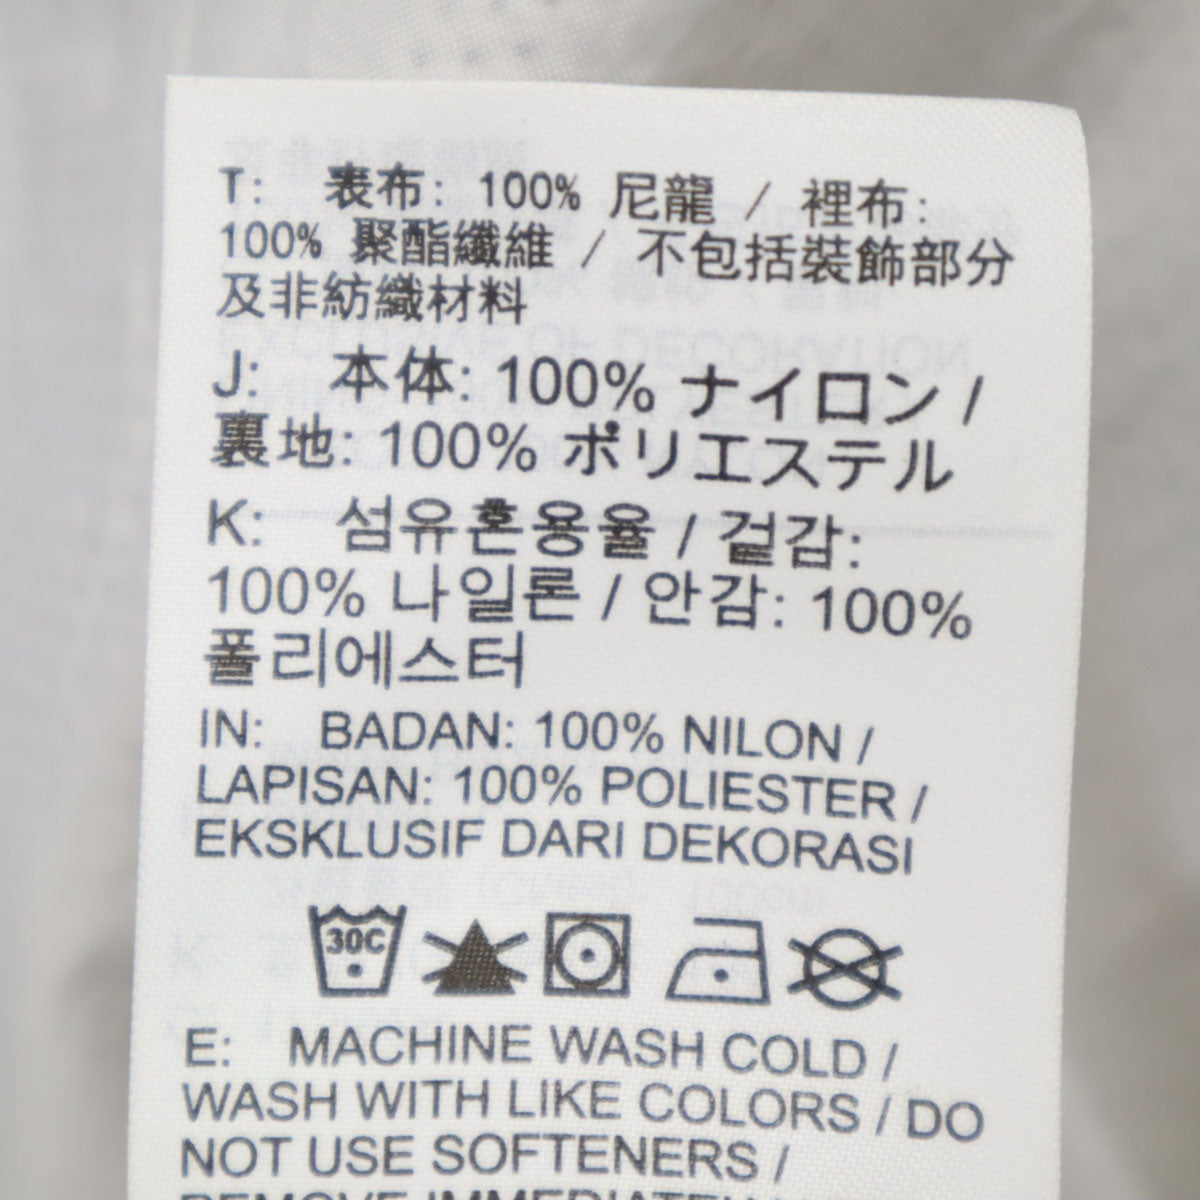 T: 表布: 100% 尼龍 / 裡布:
100% 聚酯纖維 / 不包括裝飾部分
及非紡織材料
J: 本体: 100% ナイロン /
裏地: 100% ポリエステル
K: 섬유혼용율 / 겉감:
100% 나일론 / 안감: 100%
폴리에스터
IN: BADAN: 100% NILON /
LAPISAN: 100% POLIESTER /
EKSKLUSIF DARI DEKORASI
30C
E: MACHINE WASH COLD /
WASH WITH LIKE COLORS / DO
NOT USE SOFTENERS /
REMOVE IMMEDIATELY